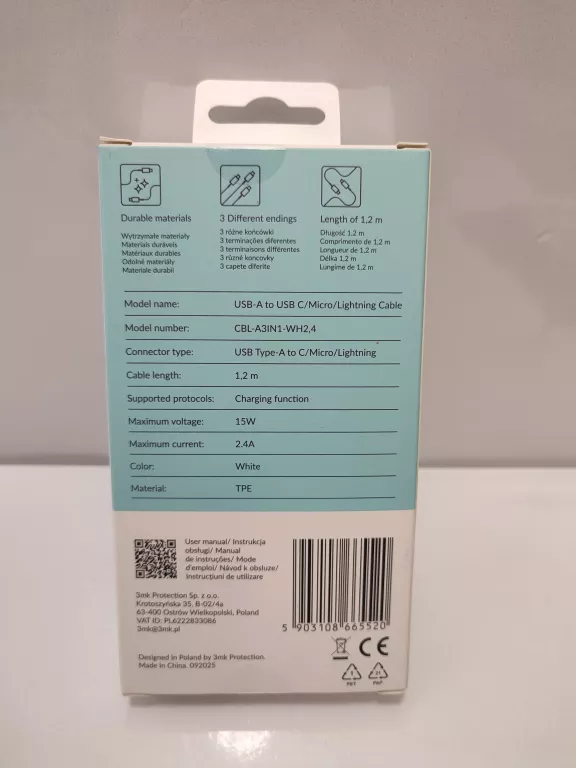 Durable materials
Wytrzymałe materiały
Materiais duráveis
Matériaux durables
Odolné materiály
Materiale durabil
3 Different endings
3 różne końcówki
3 terminações diferentes
3 terminaisons différentes
3 různé koncovky
3 capete diferite
Length of 1,2 m
Długość 1,2 m
Comprimento de 1,2 m
Longueur de 1,2 m
Délka 1,2 m
Lungime de 1,2 m
Model name: USB-A to USB C/Micro/Lightning Cable
Model number: CBL-A3IN1-WH2,4
Connector type: USB Type-A to C/Micro/Lightning
Cable length: 1,2 m
Supported protocols: Charging function
Maximum voltage: 15W
Maximum current: 2.4A
Color: White
Material: TPE
User manual/ Instrukcja
obsługi/ Manual
de instruções/ Mode
d'emploi/ Návod k obsluze/
Instrucțiuni de utilizare
3mk Protection Sp. z o.o.
Krotoszyńska 35, B-02/4a
63-400 Ostrów Wielkopolski, Poland
VAT ID: PL6222833086
3mk@3mk.pl
5 903108 665520
Designed in Poland by 3mk Protection.
Made in China. 092025
CE
PAP